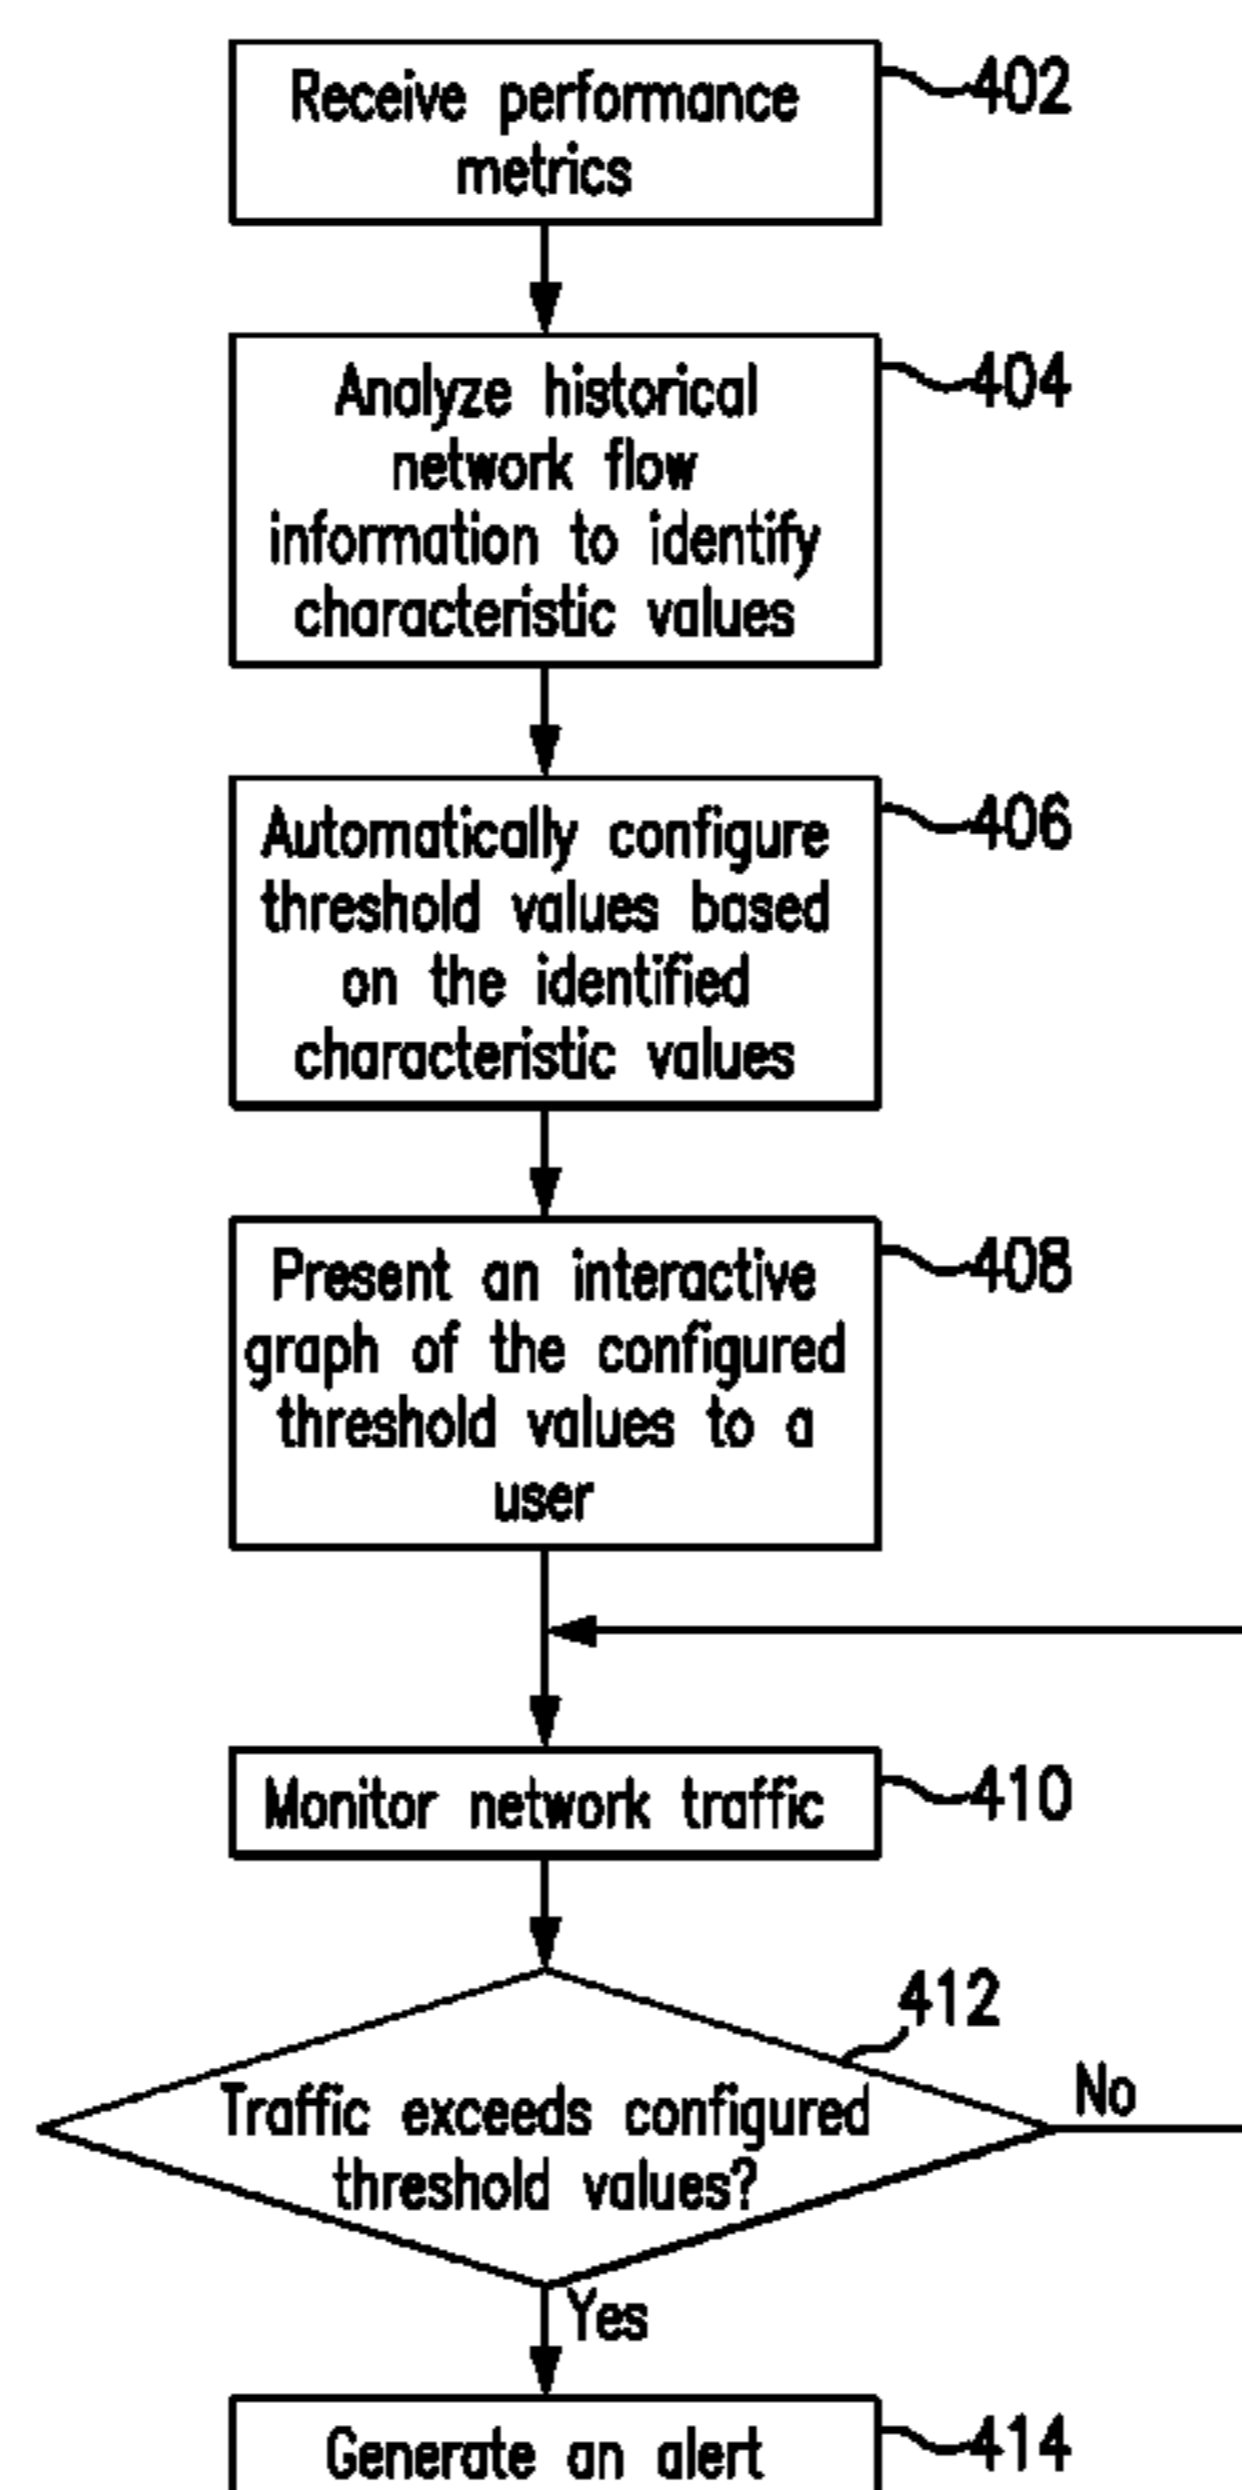 Receive performance
metrics
402
Analyze historical
network flow
information to identify
characteristic values
404
Automatically configure
threshold values based
on the identified
characteristic values
406
Present an interactive
graph of the configured
threshold values to a
user
408
Monitor network traffic
410
412
Traffic exceeds configured
threshold values?
No
Yes
Generate an alert
414